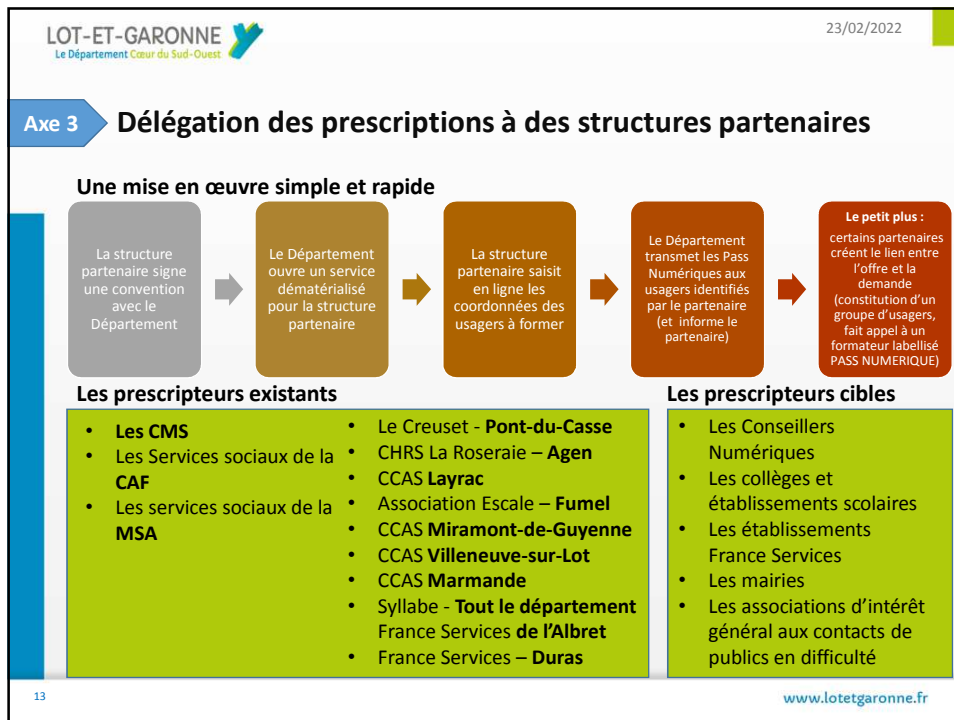 LOT-ET-GARONNE
Le Département Cœur du Sud-Ouest
23/02/2022
Axe 3
Délégation des prescriptions à des structures partenaires
Une mise en œuvre simple et rapide
La structure
partenaire signe
une convention
avec le
Département
Le Département
ouvre un service
dématérialisé
pour la structure
partenaire
La structure
partenaire saisit
en ligne les
coordonnées des
usagers à former
Le Département
transmet les Pass
Numériques aux
usagers identifiés
par le partenaire
(et informe le
partenaire)
Le petit plus :
certains partenaires
créent le lien entre
l'offre et la
demande
(constitution d'un
groupe d'usagers,
fait appel à un
formateur labellisé
PASS NUMERIQUE)
Les prescripteurs existants
• Les CMS
• Les Services sociaux de la
CAF
• Les services sociaux de la
MSA
• Le Creuset - Pont-du-Casse
• CHRS La Roseraie – Agen
• CCAS Layrac
• Association Escale – Fumel
• CCAS Miramont-de-Guyenne
• CCAS Villeneuve-sur-Lot
• CCAS Marmande
• Syllabe - Tout le département
France Services de l'Albret
• France Services – Duras
Les prescripteurs cibles
• Les Conseillers
Numériques
• Les collèges et
établissements scolaires
• Les établissements
France Services
• Les mairies
• Les associations d'intérêt
général aux contacts de
publics en difficulté
13
www.lotetgaronne.fr